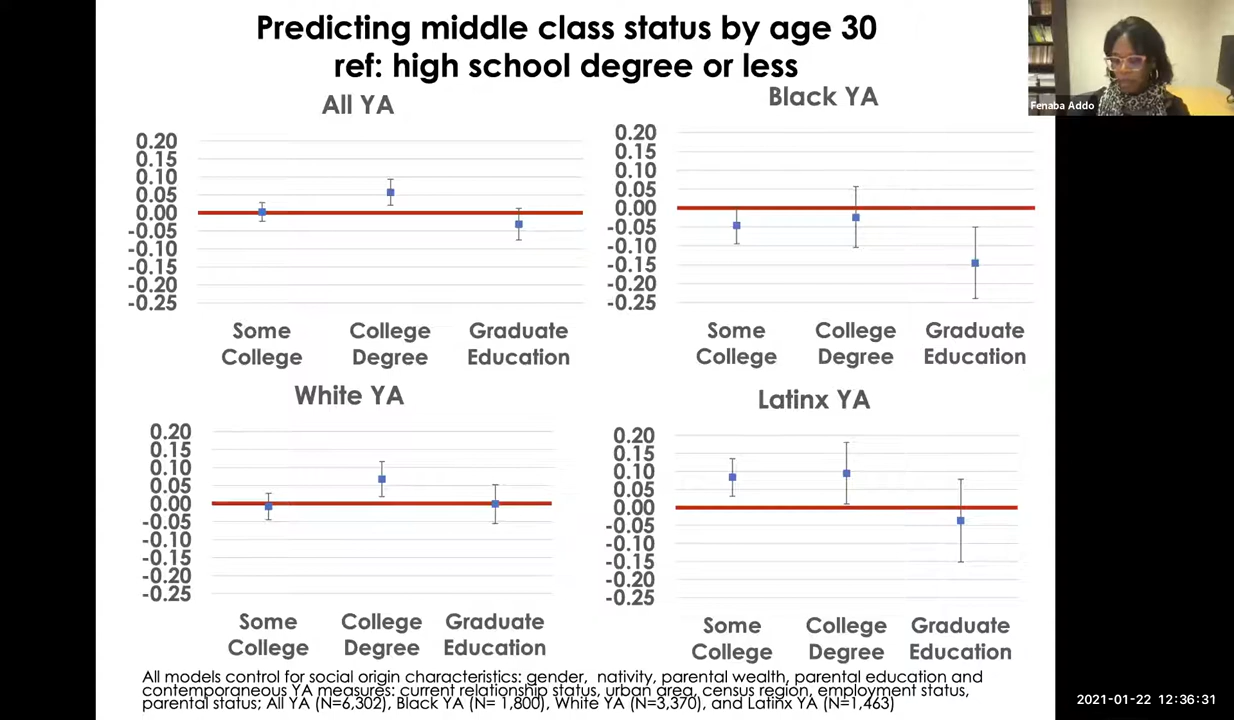 Predicting middle class status by age 30
ref: high school degree or less
Fenaba Addo
All YA
0.20
0.15
0.10
0.05
0.00
-0.05
-0.10
-0.15
-0.20
-0.25
Some College
College Degree
Graduate Education
Black YA
0.20
0.15
0.10
0.05
0.00
-0.05
-0.10
-0.15
-0.20
-0.25
Some College
College Degree
Graduate Education
White YA
0.20
0.15
0.10
0.05
0.00
-0.05
-0.10
-0.15
-0.20
-0.25
Some College
College Degree
Graduate Education
Latinx YA
0.20
0.15
0.10
0.05
0.00
-0.05
-0.10
-0.15
-0.20
-0.25
Some College
College Degree
Graduate Education
All models control for social origin characteristics: gender, nativity, parental wealth, parental education and
contemporaneous YA measures: current relationship status, urban area, census region, employment status,
parental status; All YA (N=6,302), Black YA (N= 1,800), White YA (N=3,370), and Latinx YA (N=1,463)
2021-01-22 12:36:31